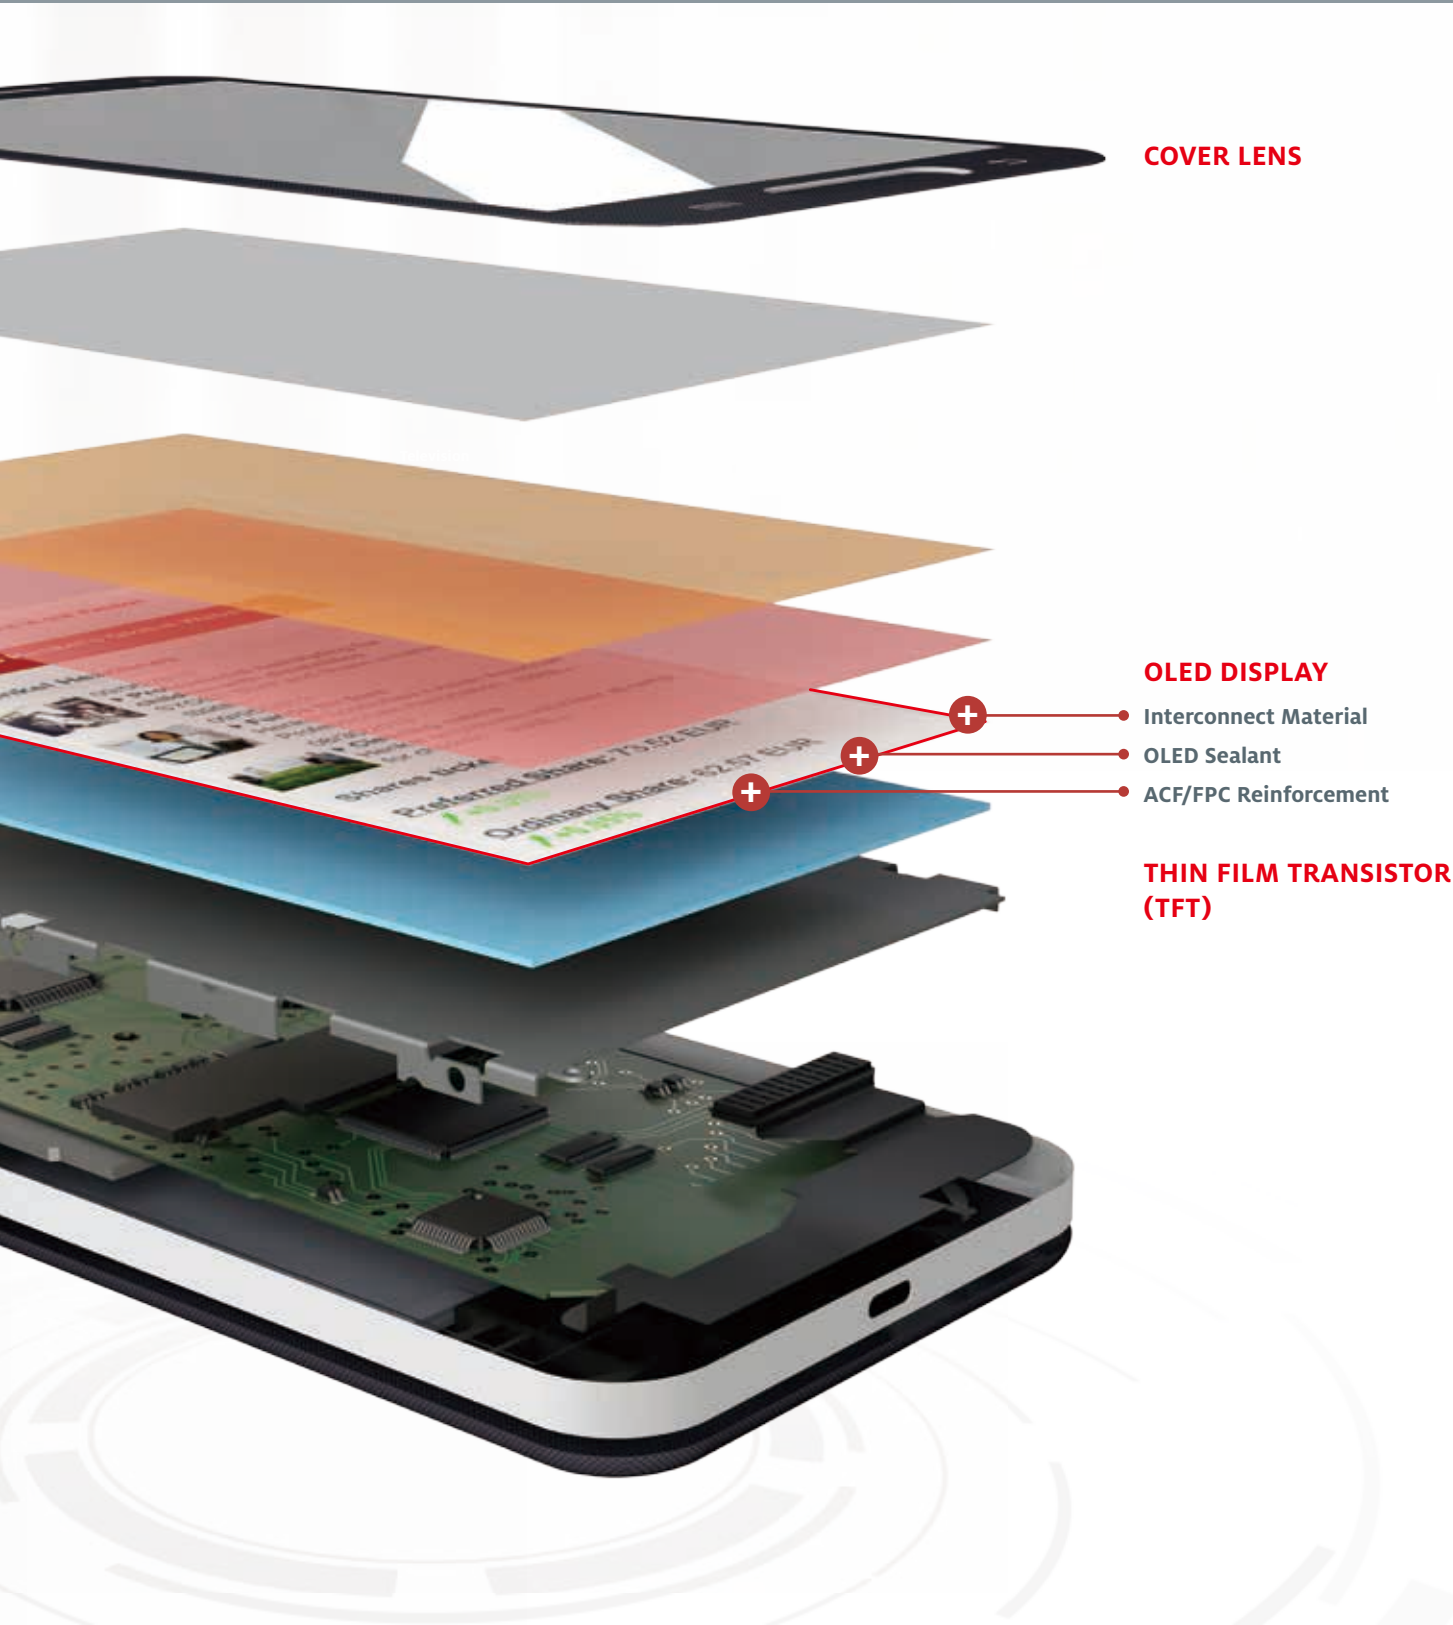 COVER LENS
OLED DISPLAY
Interconnect Material
OLED Sealant
ACF/FPC Reinforcement
THIN FILM TRANSISTOR
(TFT)
Shares
Preferred Share: 73.52 EUR
Ordinary Share: 62.57 EUR